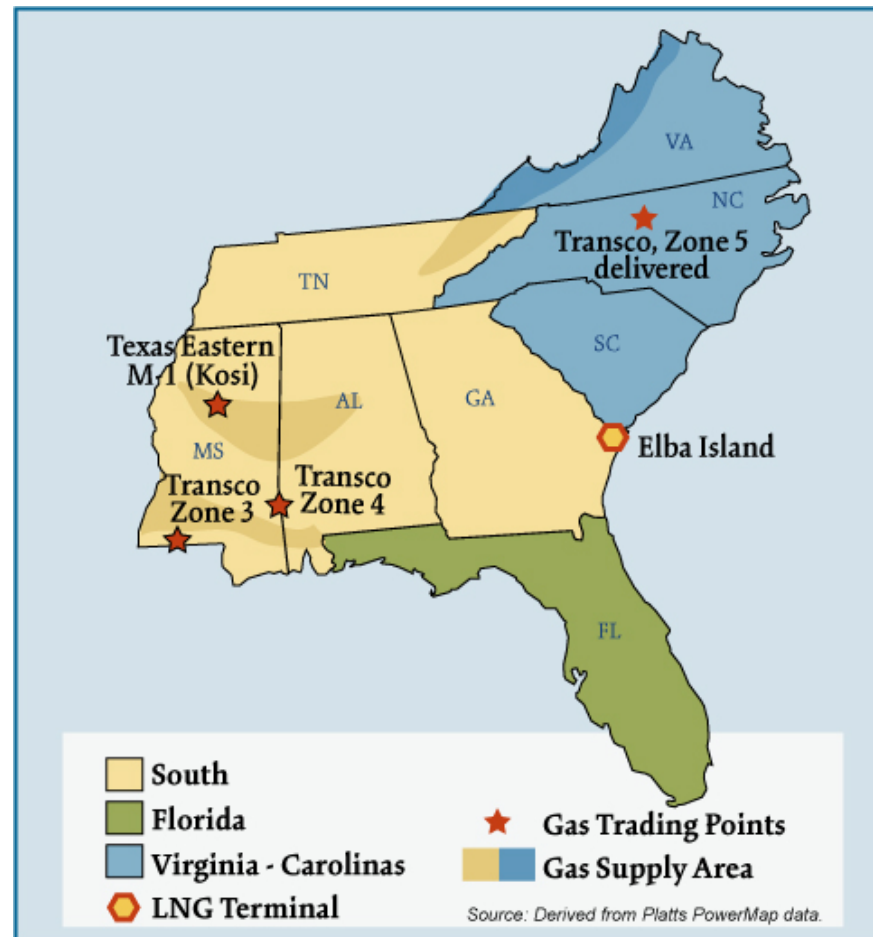 VA
NC
Transco, Zone 5
delivered
TN
SC
Texas Eastern
M-1 (Kosi)
AL
GA
MS
Elba Island
Transco
Zone 3
Transco
Zone 4
FL
South
Florida
Virginia - Carolinas
LNG Terminal
Gas Trading Points
Gas Supply Area
Source: Derived from Platts PowerMap data.